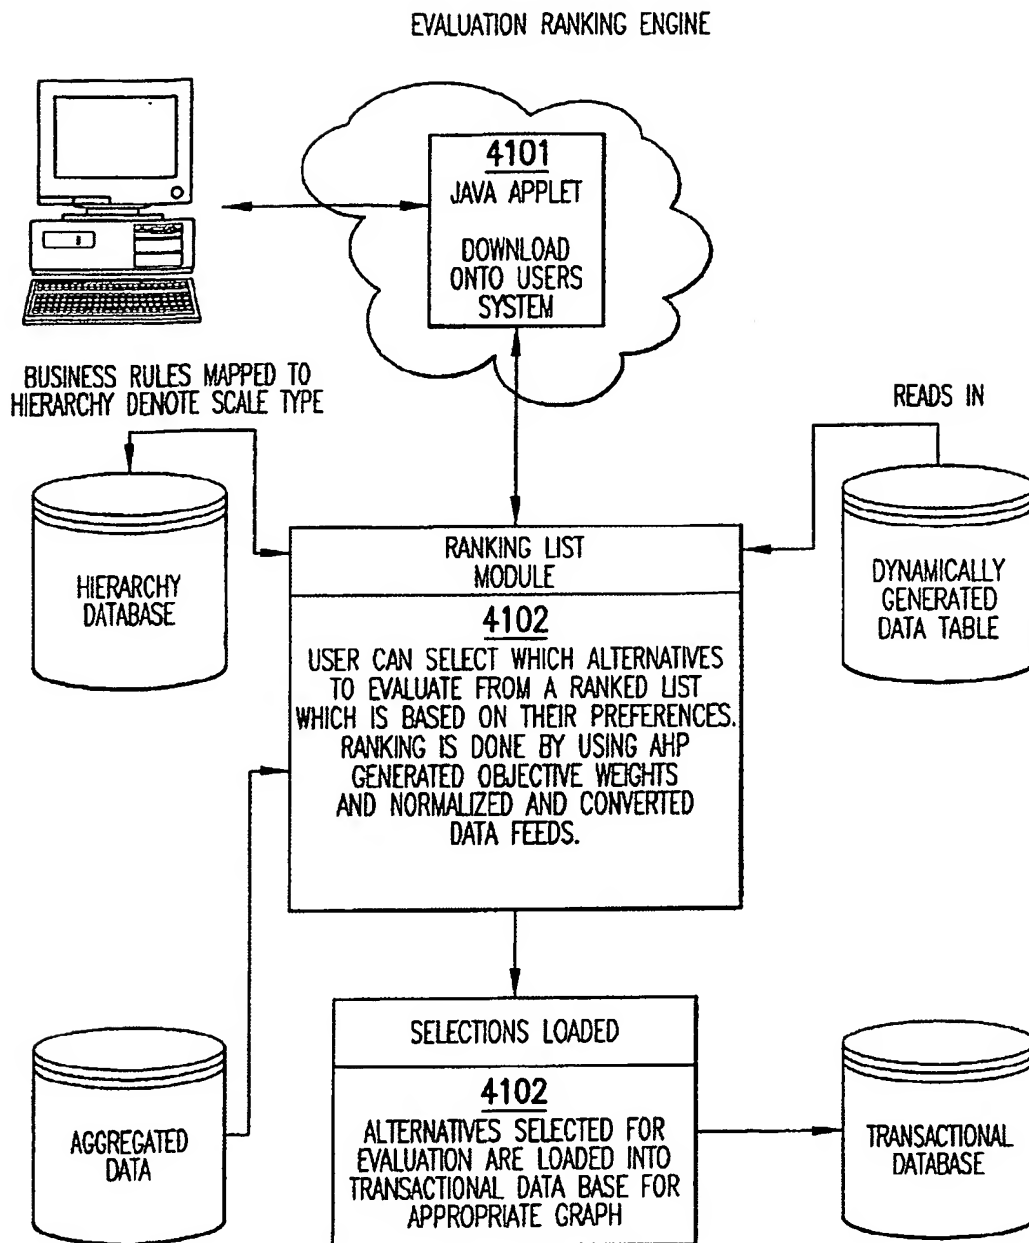 EVALUATION RANKING ENGINE
4101
JAVA APPLET
DOWNLOAD
ONTO USERS
SYSTEM
BUSINESS RULES MAPPED TO
HIERARCHY DENOTE SCALE TYPE
READS IN
HIERARCHY
DATABASE
RANKING LIST
MODULE
4102
USER CAN SELECT WHICH ALTERNATIVES
TO EVALUATE FROM A RANKED LIST
WHICH IS BASED ON THEIR PREFERENCES.
RANKING IS DONE BY USING AHP
GENERATED OBJECTIVE WEIGHTS
AND NORMALIZED AND CONVERTED
DATA FEEDS.
DYNAMICALLY
GENERATED
DATA TABLE
AGGREGATED
DATA
SELECTIONS LOADED
4102
ALTERNATIVES SELECTED FOR
EVALUATION ARE LOADED INTO
TRANSACTIONAL DATA BASE FOR
APPROPRIATE GRAPH
TRANSACTIONAL
DATABASE